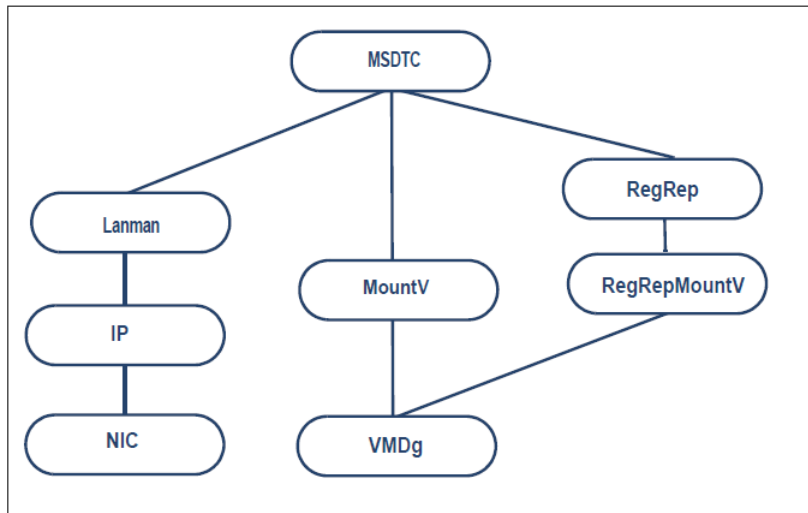 MSDTC
RegRep
Lanman
MountV
RegRepMountV
IP
NIC
VMDg